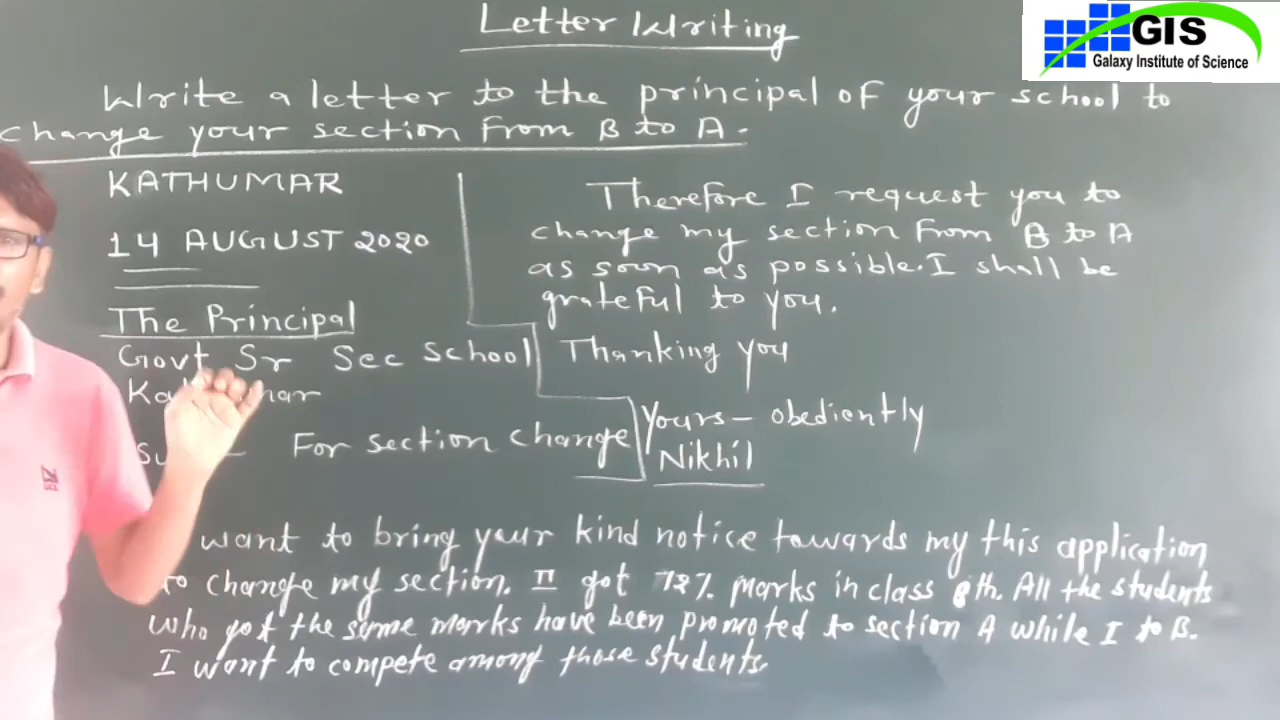 Letter Writing
GIS
Galaxy Institute of Science
Write a letter to the principal of your school to
change your section from B to A.
KATHUMAR
14 AUGUST 2020
The Principal
Govt Sr Sec School
For section change
Therefore I request you to
change my section from B to A
as soon as possible. I shall be
grateful to you.
Thanking you
Yours - obediently
Nikhil
want to bring your kind notice towards my this application
to change my section. I got 72% marks in class 8th. All the students
who got the same marks have been promoted to section A while I to B.
I want to compete among those students.